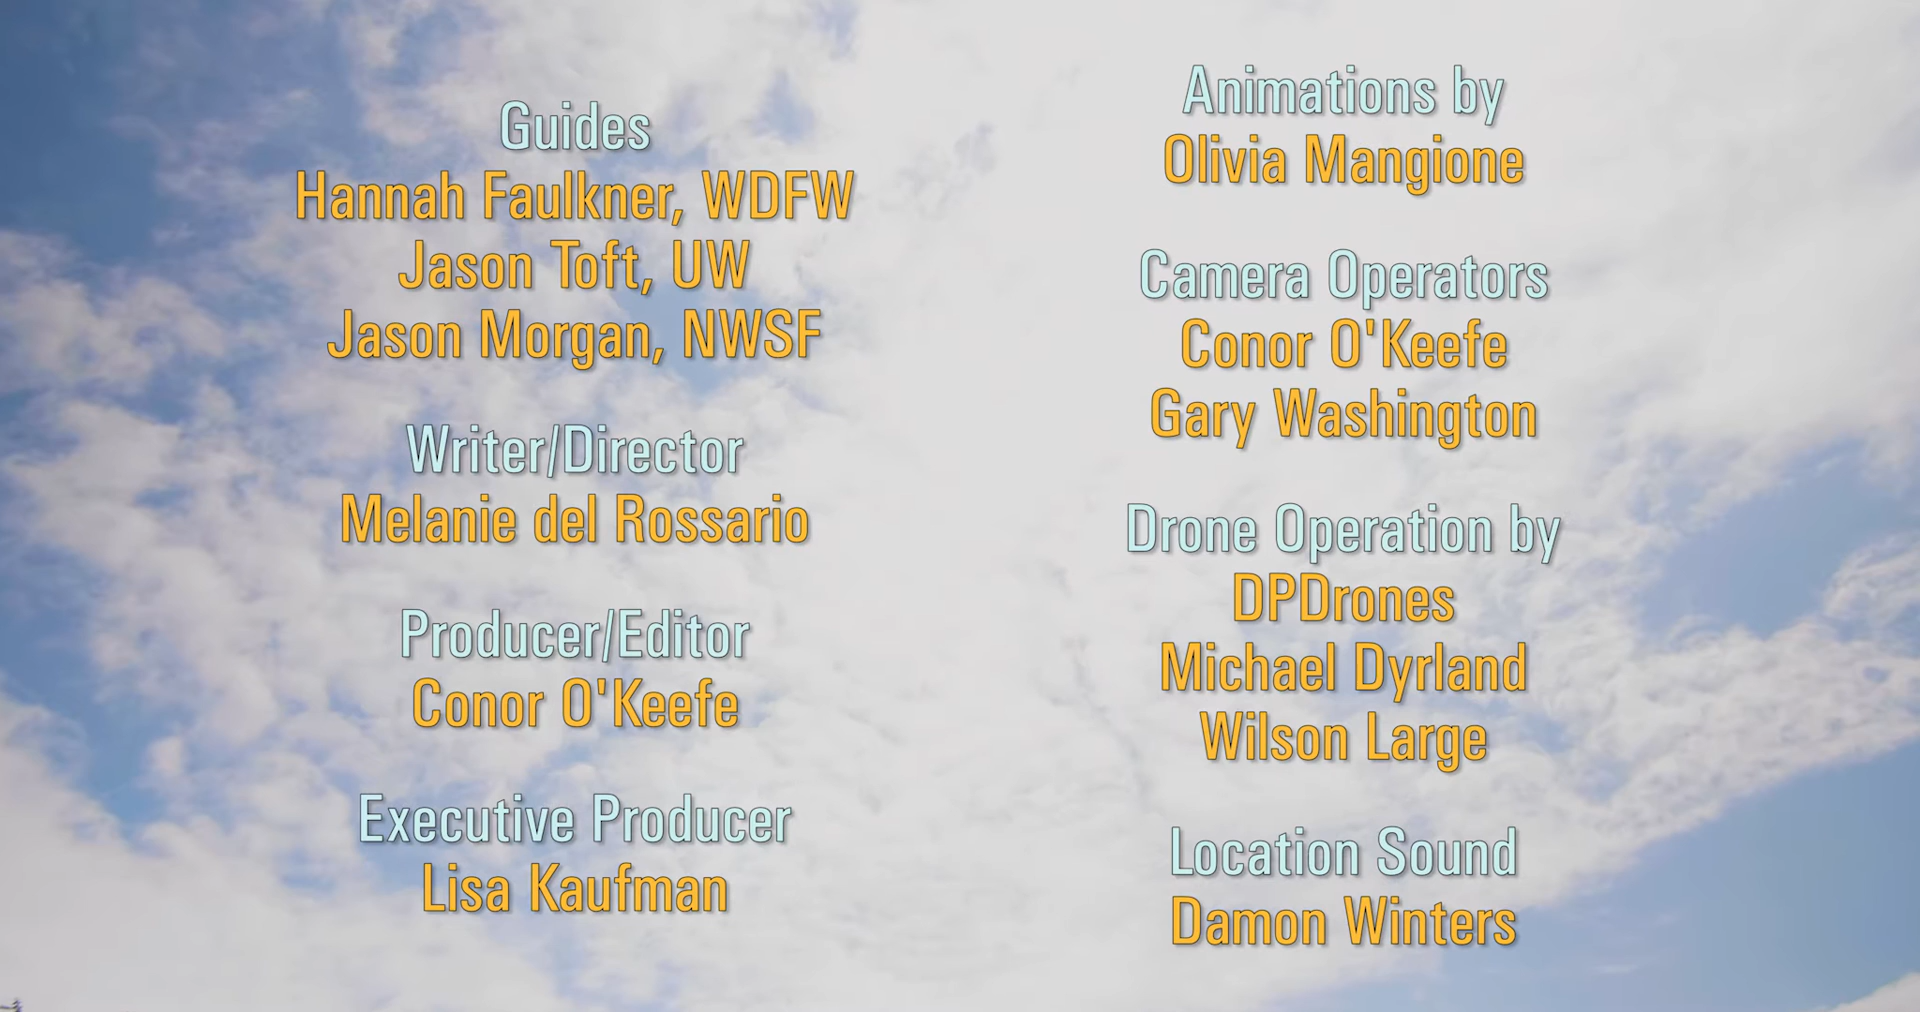 Guides
Hannah Faulkner, WDFW
Jason Toft, UW
Jason Morgan, NWSF
Writer/Director
Melanie del Rossario
Producer/Editor
Conor O'Keefe
Executive Producer
Lisa Kaufman
Animations by
Olivia Mangione
Camera Operators
Conor O'Keefe
Gary Washington
Drone Operation by
DPDrones
Michael Dyrland
Wilson Large
Location Sound
Damon Winters